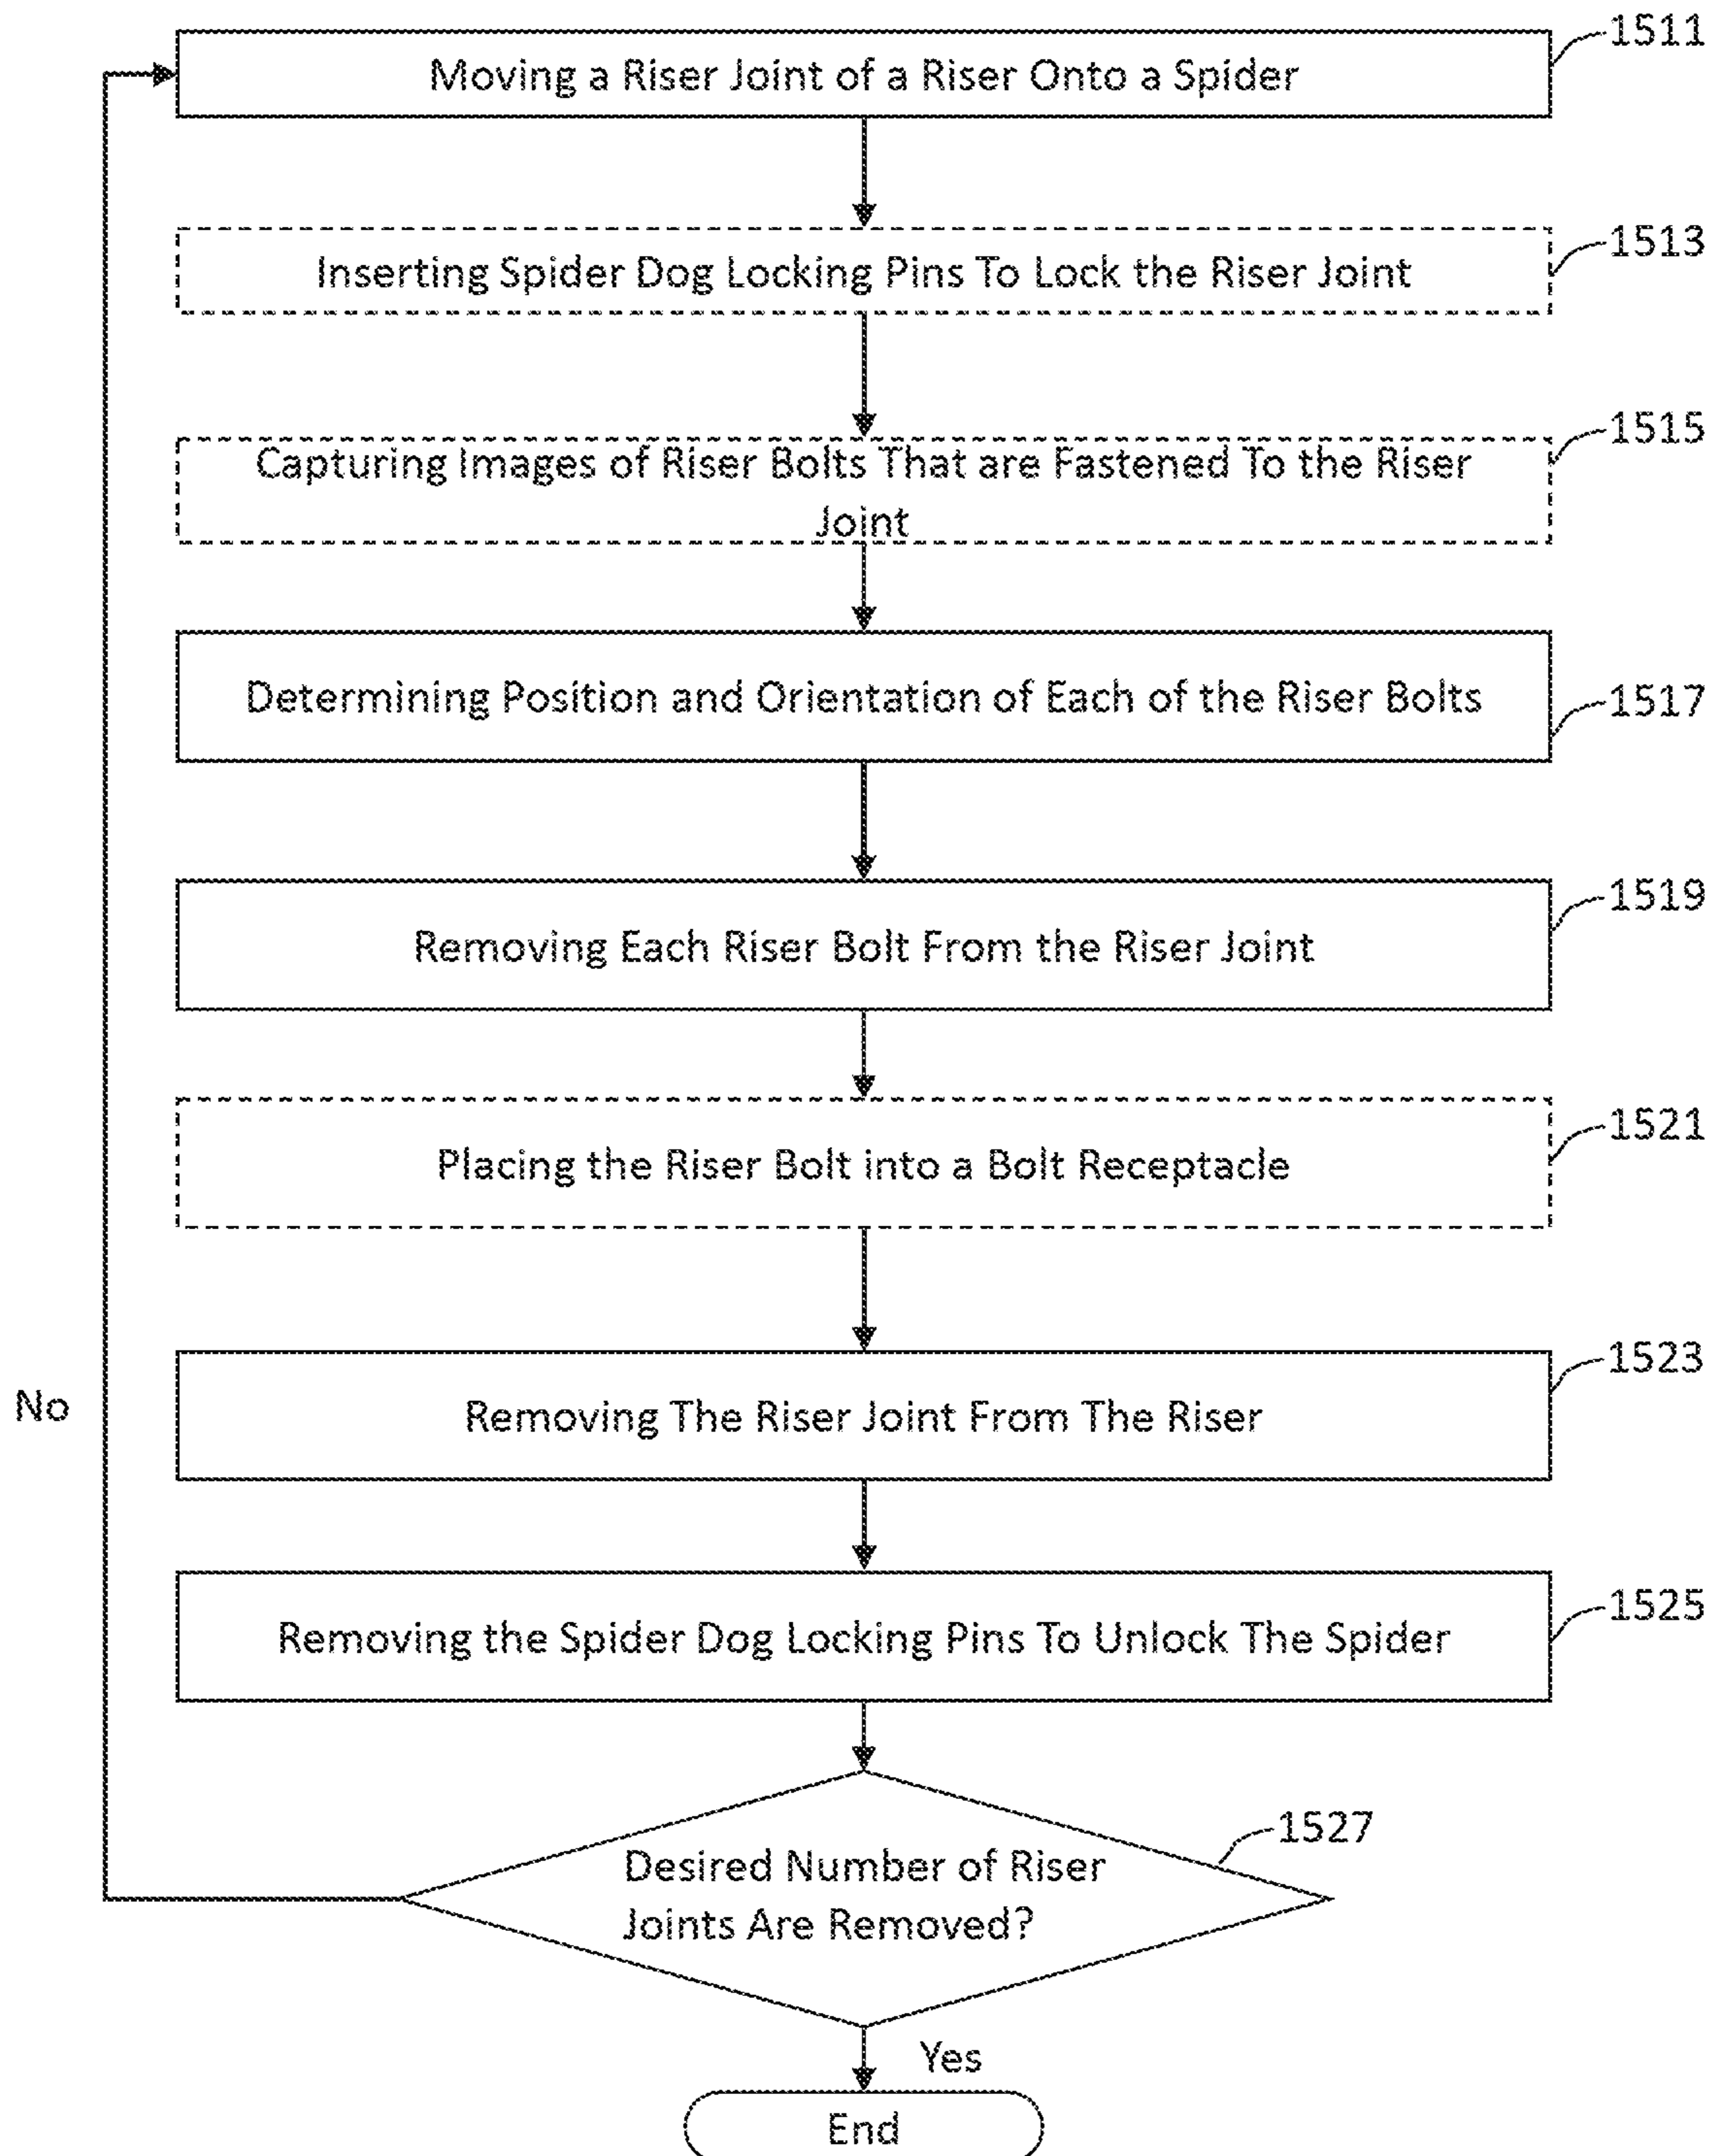 1511
Moving a Riser Joint of a Riser Onto a Spider
1513
Inserting Spider Dog Locking Pins To Lock the Riser Joint
1515
Capturing Images of Riser Bolts That are Fastened To the Riser
Joint
1517
Determining Position and Orientation of Each of the Riser Bolts
1519
Removing Each Riser Bolt From the Riser Joint
1521
Placing the Riser Bolt into a Bolt Receptacle
1523
No
Removing The Riser Joint From The Riser
1525
Removing the Spider Dog Locking Pins To Unlock The Spider
1527
Desired Number of Riser
Joints Are Removed?
Yes
End